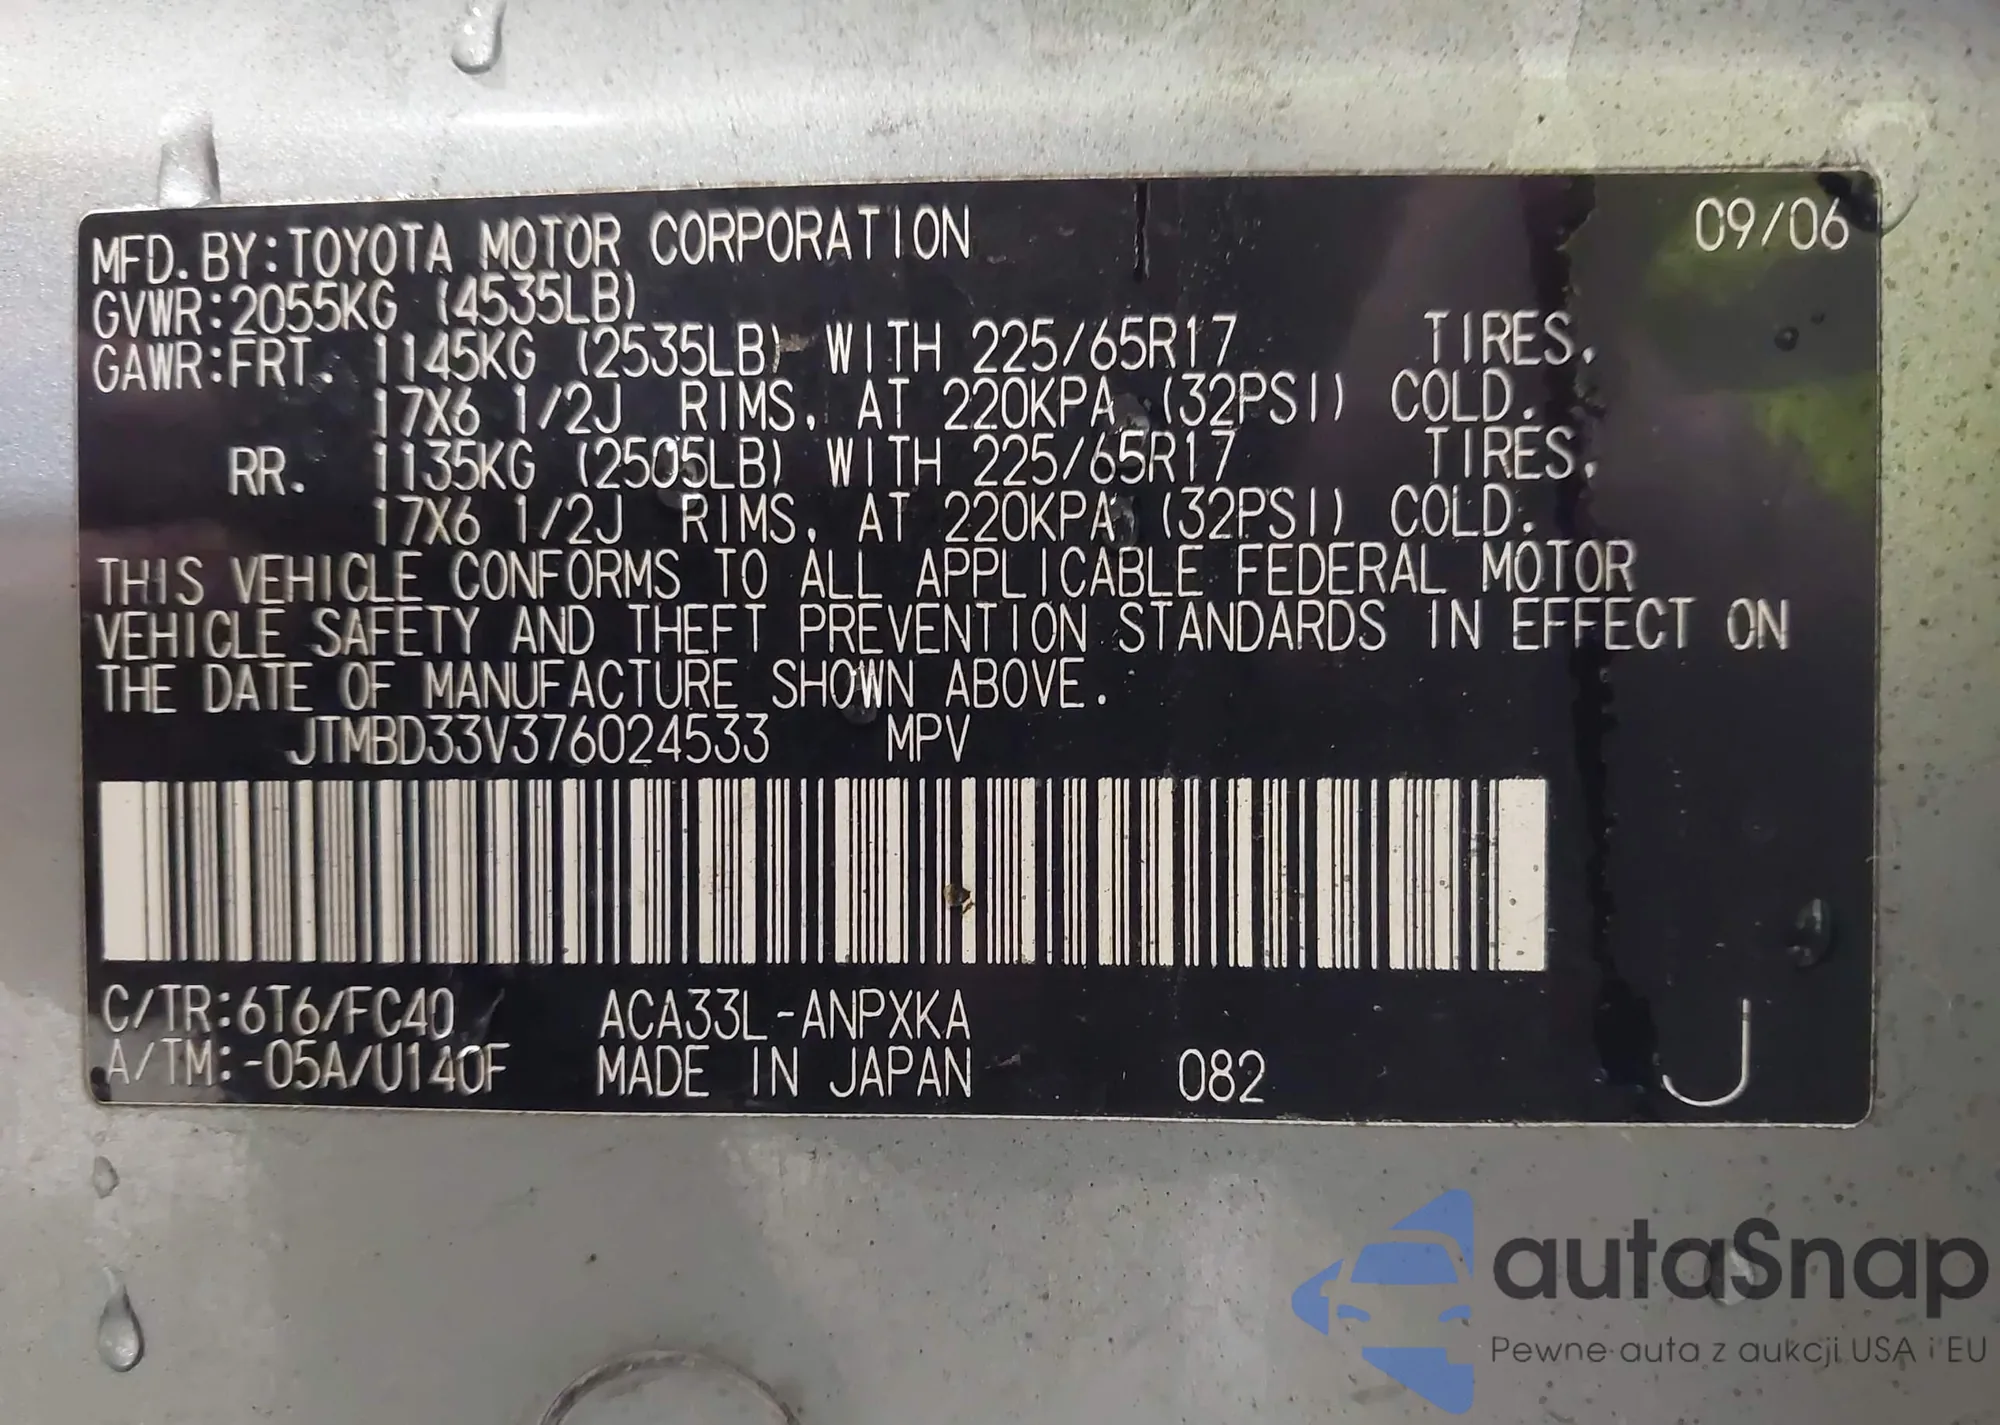 MFD. BY:TOYOTA MOTOR CORPORATION 09/06
GVWR:2055KG (4535LB)
GAWR:FRT. 1145KG (2535LB) WITH 225/65R17 TIRES.
17X6 1/2J RIMS, AT 220KPA (32PSI) COLD.
RR. 1135KG (2505LB) WITH 225/65R17 TIRES.
17X6 1/2J RIMS, AT 220KPA (32PSI) COLD.
THIS VEHICLE CONFORMS TO ALL APPLICABLE FEDERAL MOTOR
VEHICLE SAFETY AND THEFT PREVENTION STANDARDS IN EFFECT ON
THE DATE OF MANUFACTURE SHOWN ABOVE.
JTMBD33V376024533 MPV
C/TR:6T6/FC40 ACA33L-ANPXKA
A/TM:-05A/U140F MADE IN JAPAN 082 J
autaSnap
Pewne auta z aukcji USA i EU